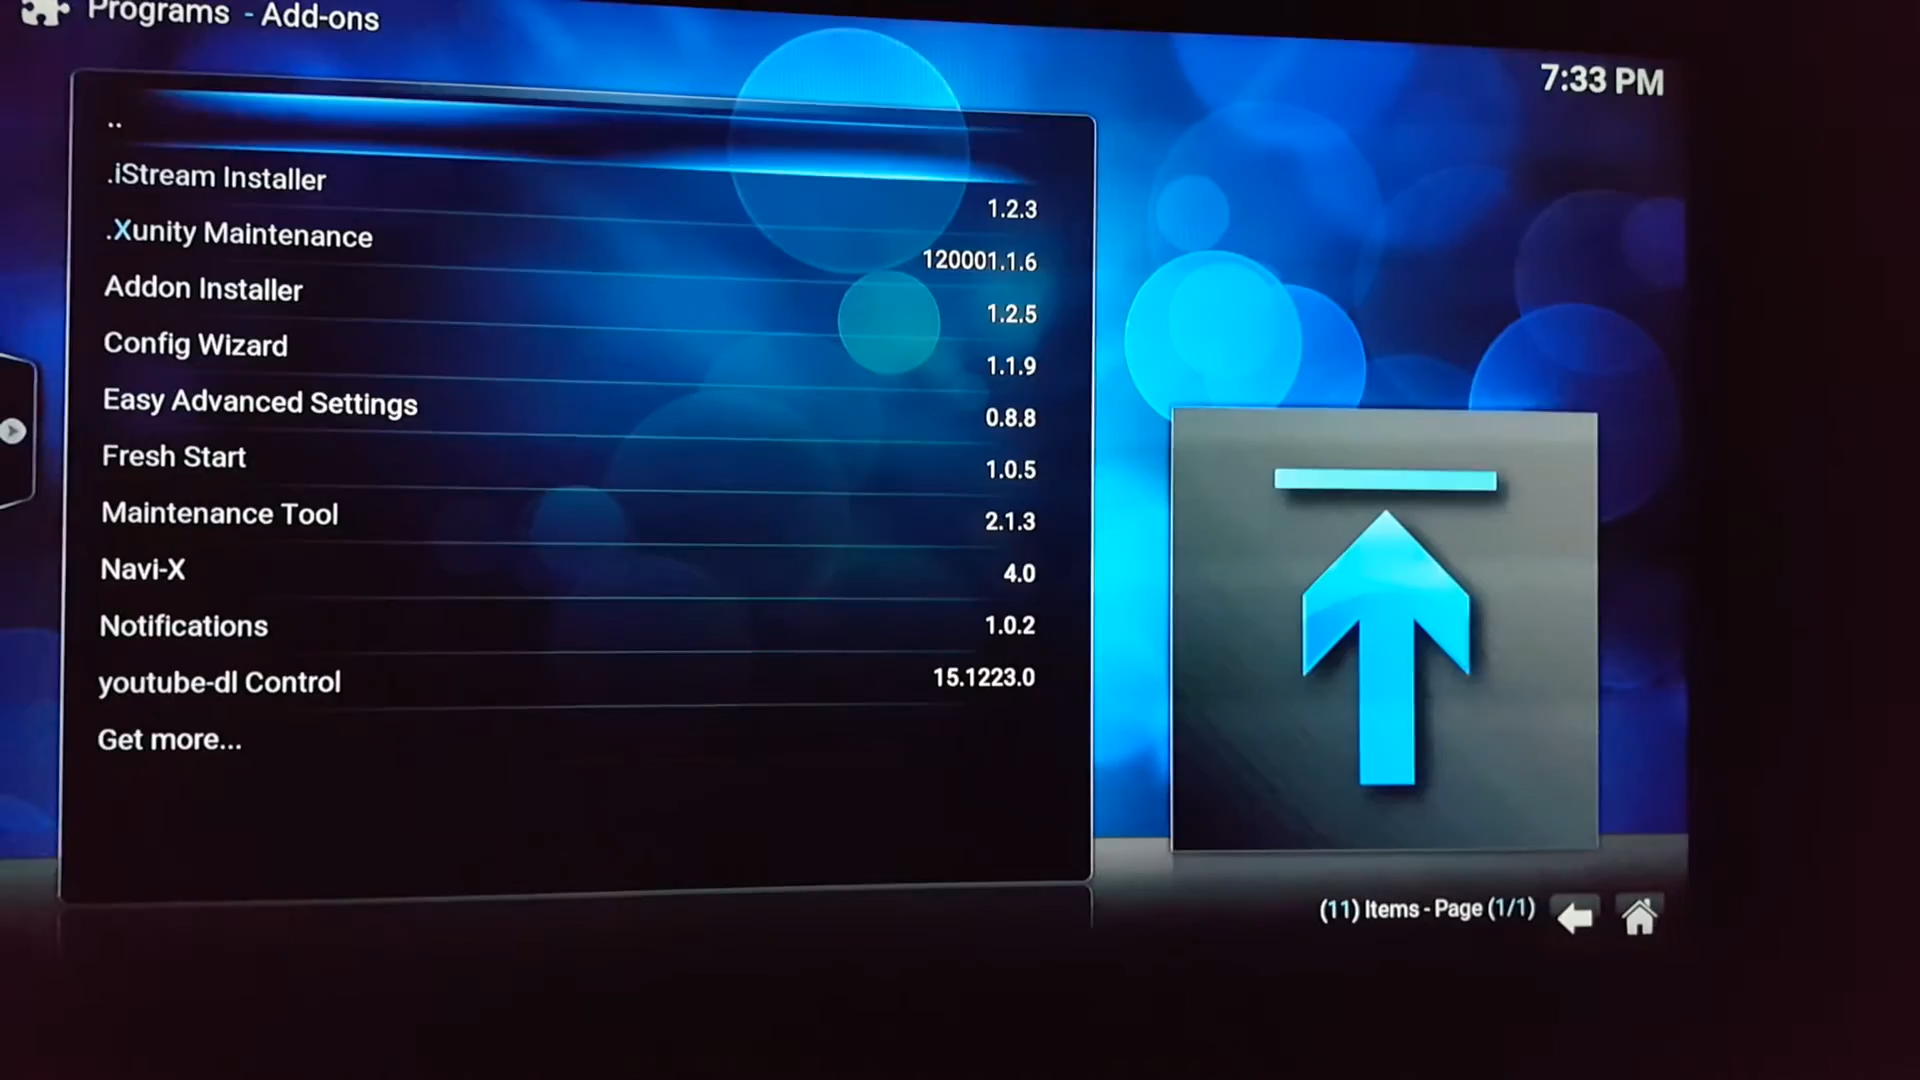 Programs - Add-ons
7:33 PM
..
.iStream Installer 1.2.3
.Xunity Maintenance 120001.1.6
Addon Installer 1.2.5
Config Wizard 1.1.9
Easy Advanced Settings 0.8.8
Fresh Start 1.0.5
Maintenance Tool 2.1.3
Navi-X 4.0
Notifications 1.0.2
youtube-dl Control 15.1223.0
Get more...
(11) Items - Page (1/1)